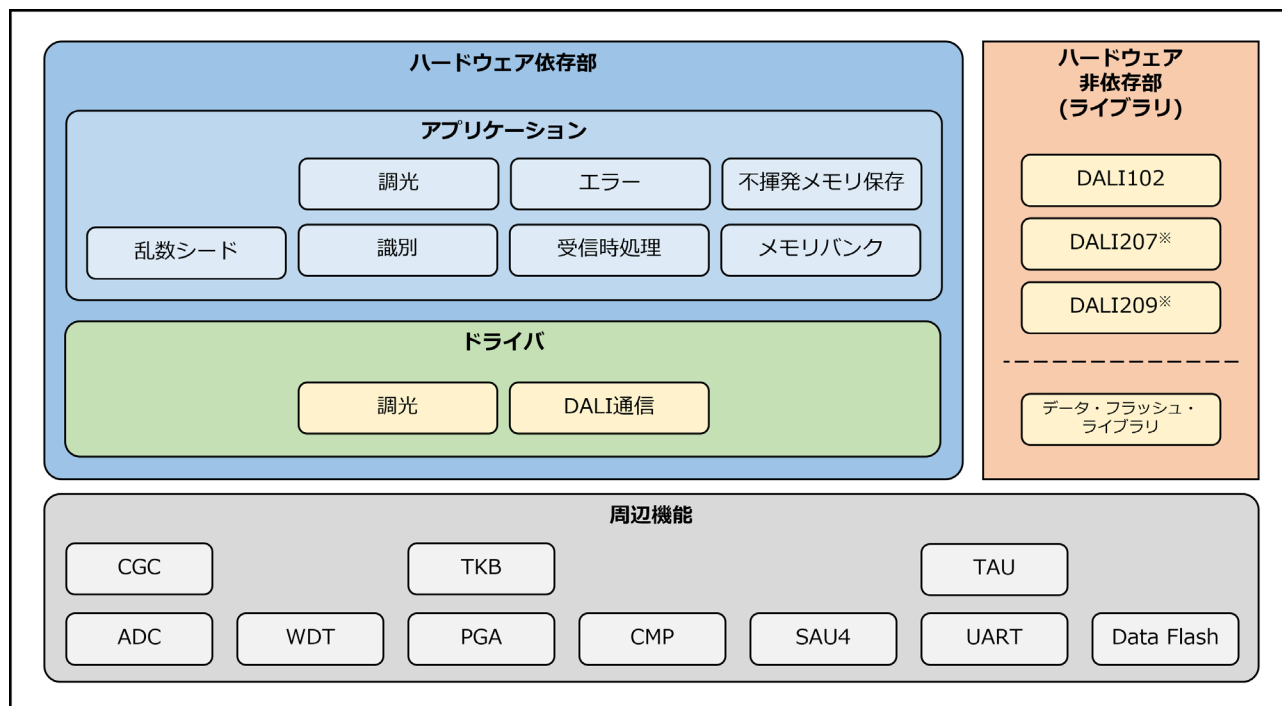 ハードウェア依存部
アプリケーション
調光
エラー
不揮発メモリ保存
乱数シード
識別
受信時処理
メモリバンク
ドライバ
調光
DALI通信
ハードウェア
非依存部
(ライブラリ)
DALI102
DALI207※
DALI209※
データ・フラッシュ・
ライブラリ
周辺機能
CGC
TKB
TAU
ADC
WDT
PGA
CMP
SAU4
UART
Data Flash